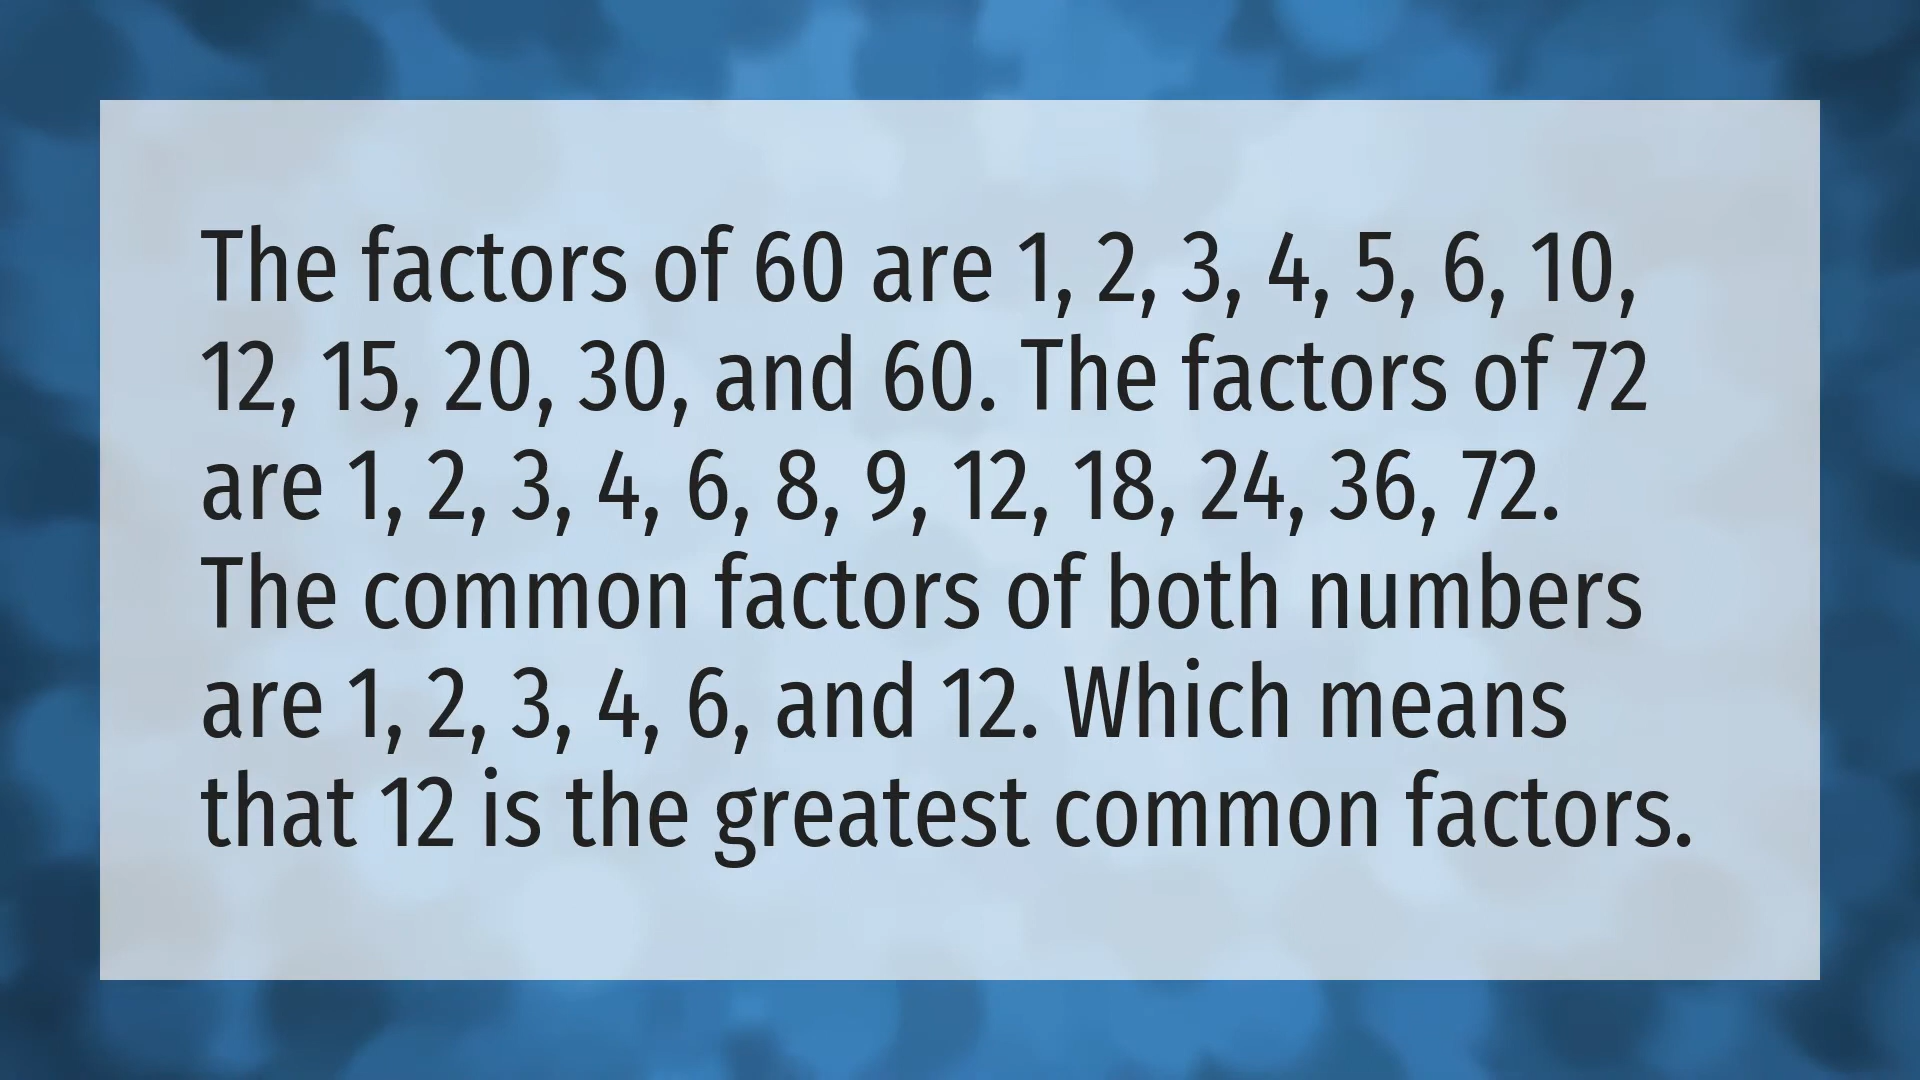 The factors of 60 are 1, 2, 3, 4, 5, 6, 10,
12, 15, 20, 30, and 60. The factors of 72
are 1, 2, 3, 4, 6, 8, 9, 12, 18, 24, 36, 72.
The common factors of both numbers
are 1, 2, 3, 4, 6, and 12. Which means
that 12 is the greatest common factors.